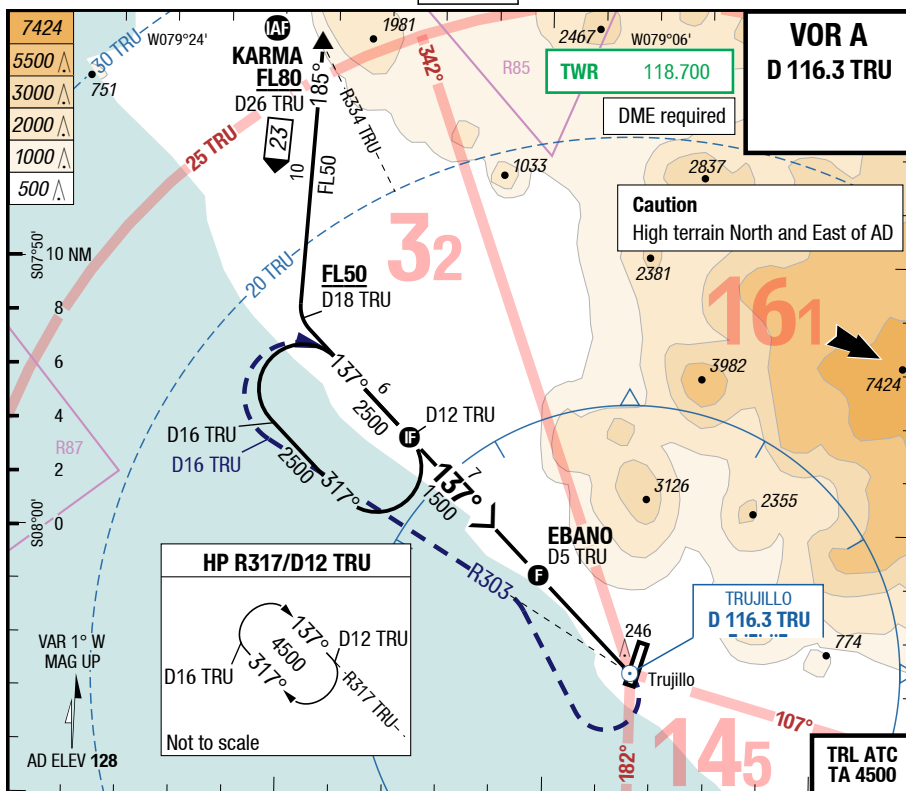 7424
5500
3000
2000
1000
500
30 TRU
751
W079°24'
IAF
KARMA
FL80
D26 TRU
23
10
185°
FL50
R334 TRU
1981
342°
2467
W079°06'
R85
TWR 118.700
DME required
VOR A
D 116.3 TRU
25 TRU
1033
2837
Caution
High terrain North and East of AD
2381
32
161
3982
7424
S07°50'
10 NM
8
6
4
2
0
S08°00'
20 TRU
FL50
D18 TRU
137°
6
2500
D12 TRU
IF
D16 TRU
D16 TRU
2500
317°
7
137°
1500
R87
3126
2355
EBANO
D5 TRU
F
R303
HP R317/D12 TRU
137°
D12 TRU
4500
D16 TRU
317°
R317 TRU
Not to scale
TRUJILLO
D 116.3 TRU
246
774
Trujillo
VAR 1° W
MAG UP
AD ELEV 128
107°
182°
145
TRL ATC
TA 4500